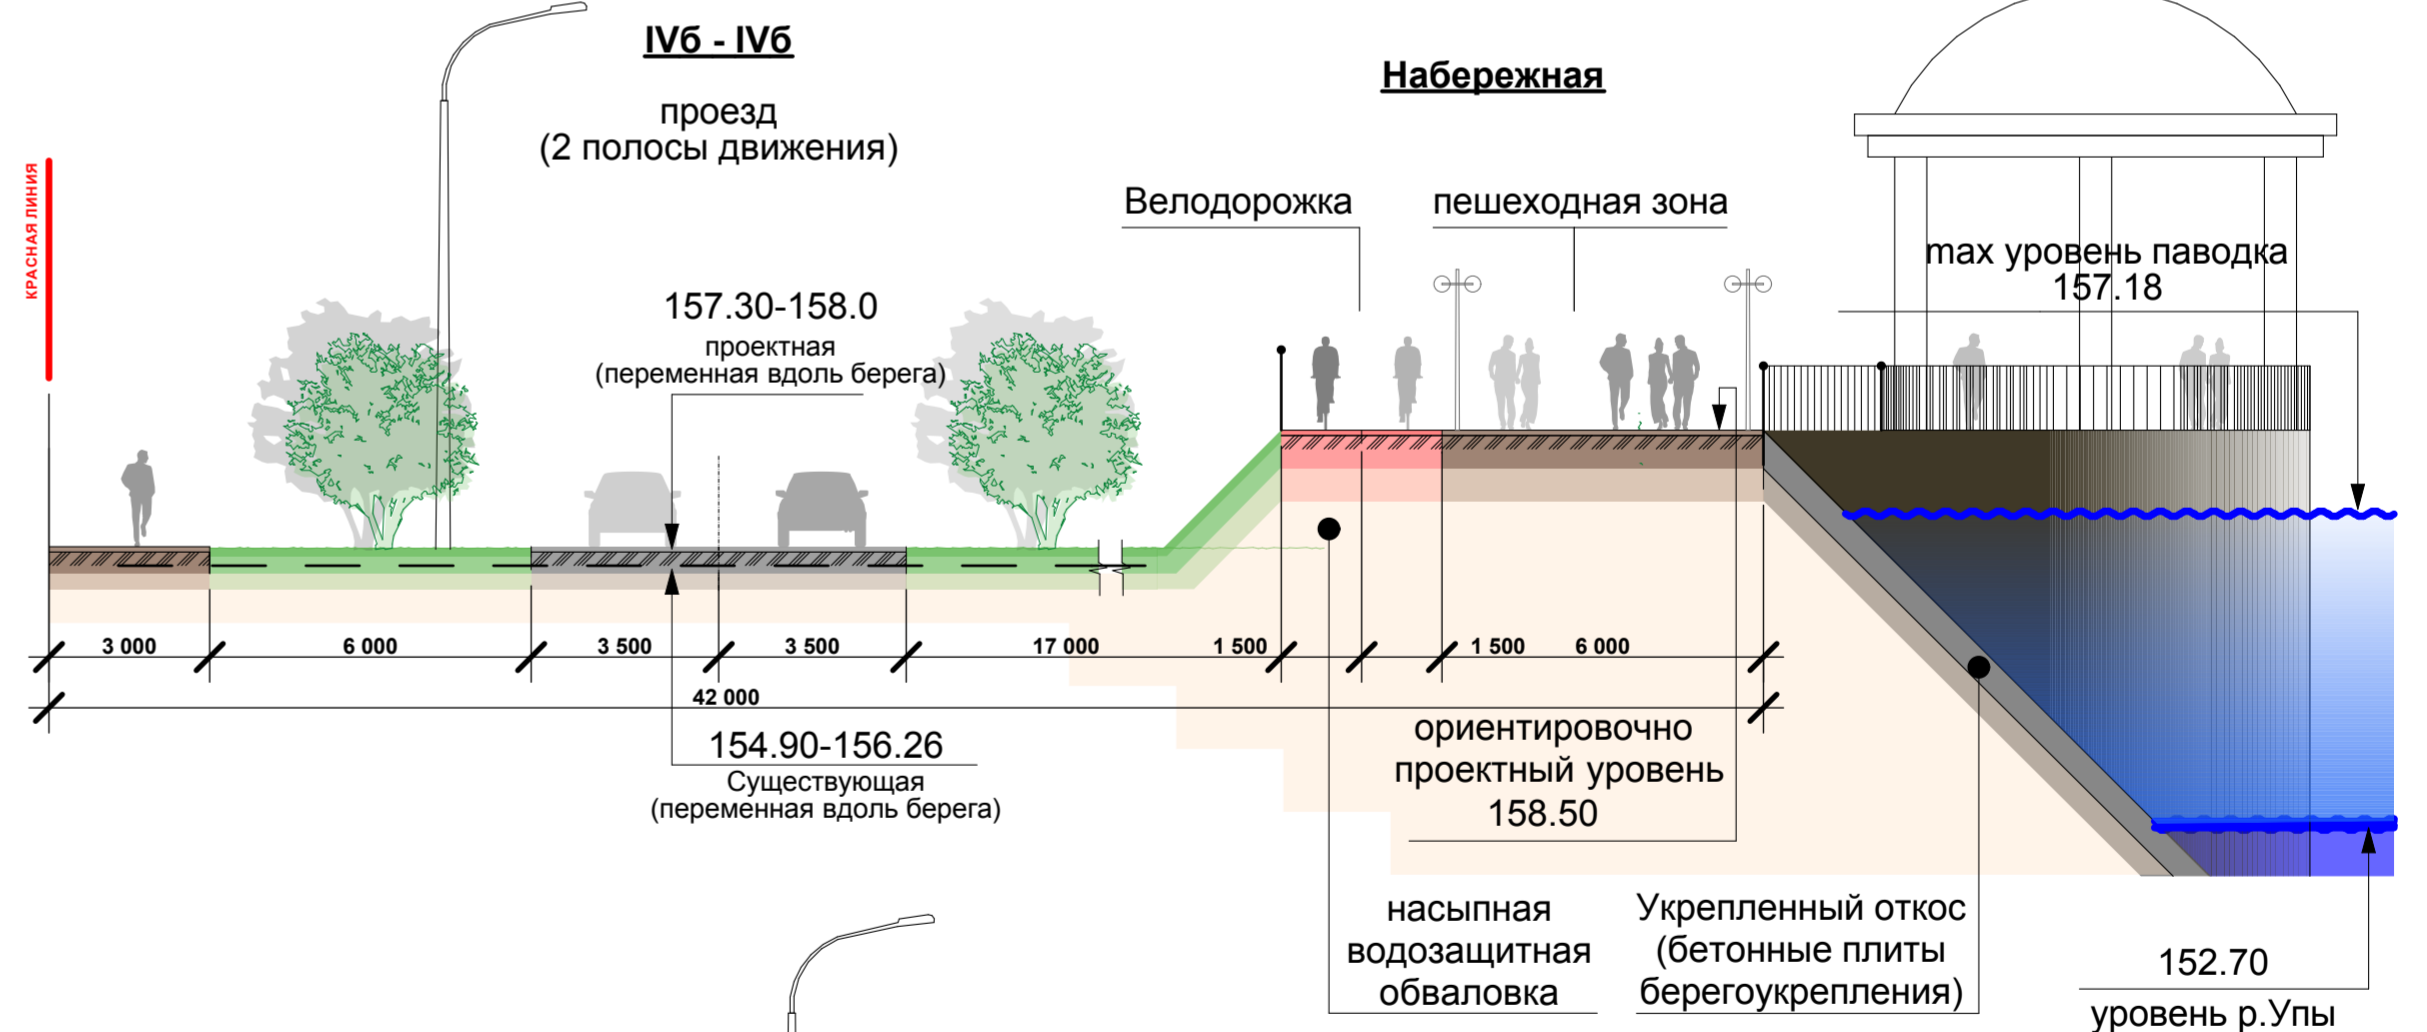 IVб - IVб
проезд
(2 полосы движения)
Набережная
КРАСНАЯ ЛИНИЯ
Велодорожка
пешеходная зона
max уровень паводка
157.18
157.30-158.0
проектная
(переменная вдоль берега)
3 000
6 000
3 500
3 500
17 000
1 500
1 500
6 000
42 000
154.90-156.26
Существующая
(переменная вдоль берега)
ориентировочно
проектный уровень
158.50
насыпная
водозащитная
обваловка
Укрепленный откос
(бетонные плиты
берегоукрепления)
152.70
уровень р.Упы